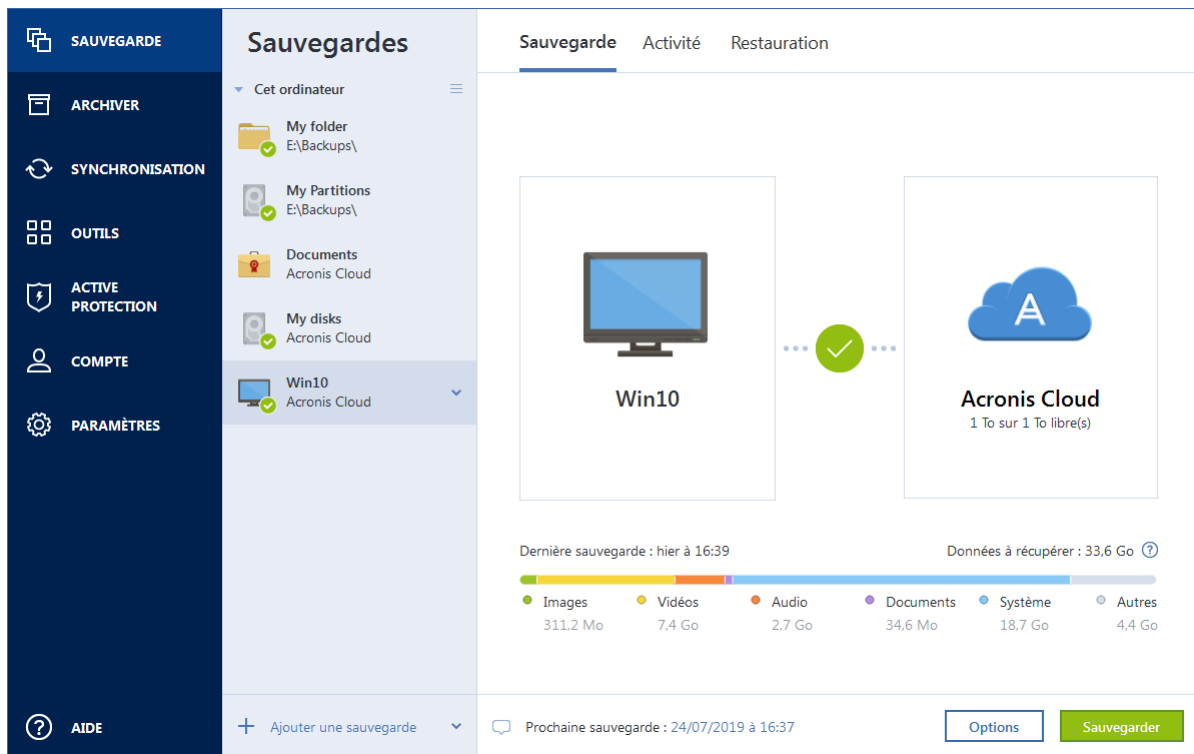 SAUVEGARDE
ARCHIVER
SYNCHRONISATION
OUTILS
ACTIVE
PROTECTION
COMPTE
PARAMÈTRES
AIDE
Sauvegardes
Cet ordinateur
My folder
E:\Backups\
My Partitions
E:\Backups\
Documents
Acronis Cloud
My disks
Acronis Cloud
Win10
Acronis Cloud
Ajouter une sauvegarde
Sauvegarde Activité Restauration
Win10
A
Acronis Cloud
1 To sur 1 To libre(s)
Dernière sauvegarde : hier à 16:39 Données à récupérer : 33,6 Go ?
Images Vidéos Audio Documents Système Autres
311,2 Mo 7,4 Go 2,7 Go 34,6 Mo 18,7 Go 4,4 Go
Prochaine sauvegarde : 24/07/2019 à 16:37 Options Sauvegarder